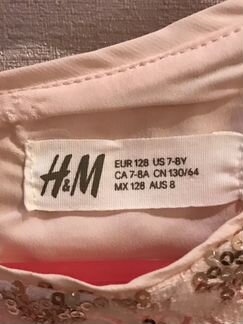 H&M
EUR 128 US 7-8Y
CA 7-8A CN 130/64
MX 128 AUS 8